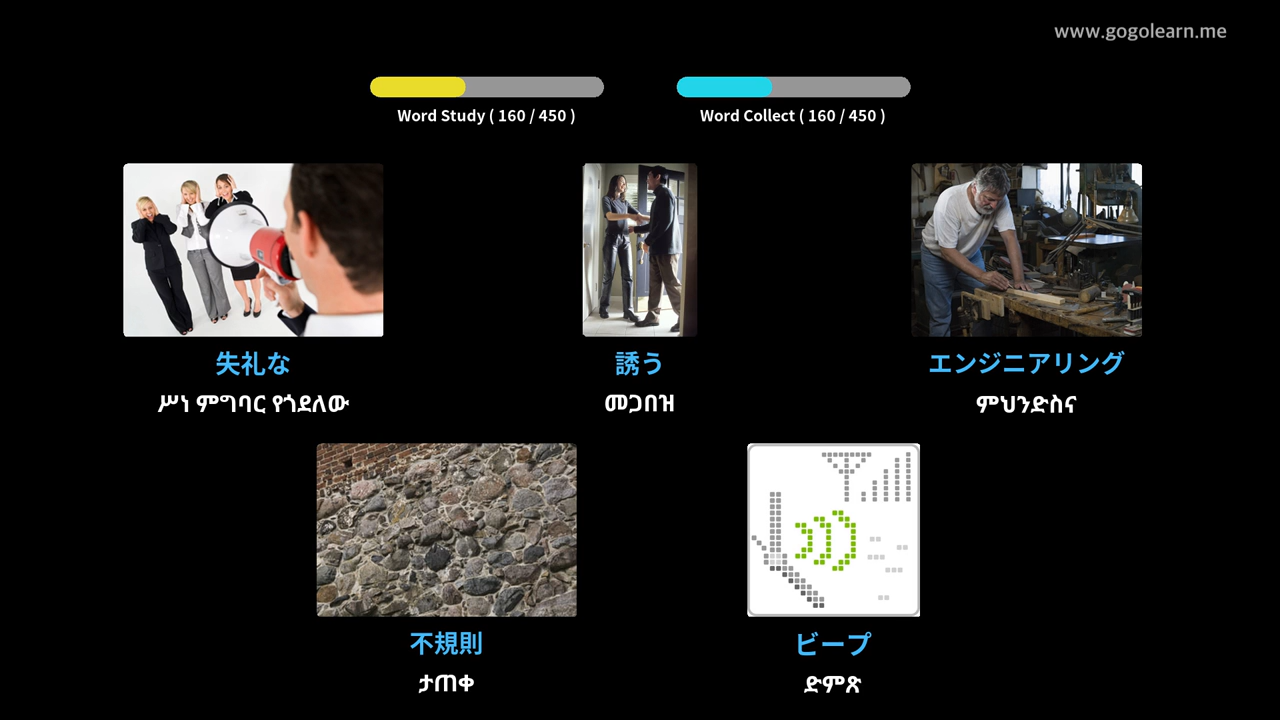 www.gogolearn.me
Word Study ( 160 / 450 )
Word Collect ( 160 / 450 )
失礼な
ሥነ ምግባር የጎደለው
誘う
መጋበዝ
エンジニアリング
ምህንድስና
不規則
ታጠቀ
ビープ
ድምጽ